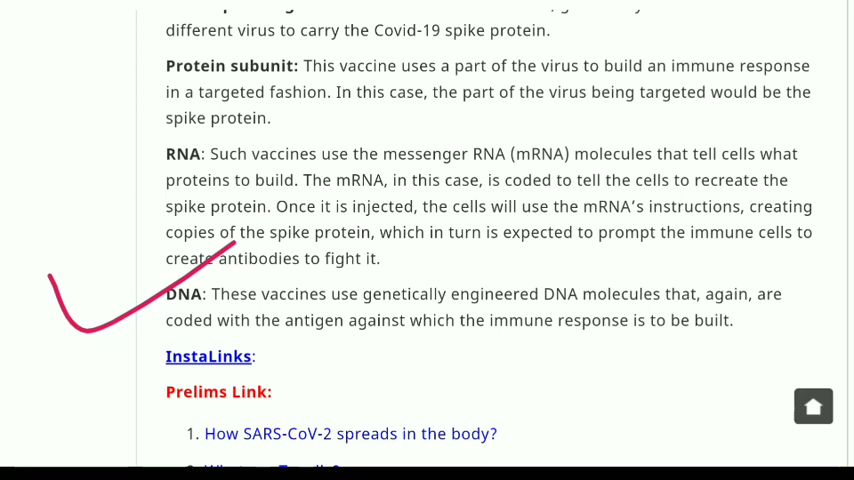 different virus to carry the Covid-19 spike protein.
Protein subunit: This vaccine uses a part of the virus to build an immune response
in a targeted fashion. In this case, the part of the virus being targeted would be the
spike protein.
RNA: Such vaccines use the messenger RNA (mRNA) molecules that tell cells what
proteins to build. The mRNA, in this case, is coded to tell the cells to recreate the
spike protein. Once it is injected, the cells will use the mRNA’s instructions, creating
copies of the spike protein, which in turn is expected to prompt the immune cells to
create antibodies to fight it.
DNA: These vaccines use genetically engineered DNA molecules that, again, are
coded with the antigen against which the immune response is to be built.
InstaLinks:
Prelims Link:
1. How SARS-CoV-2 spreads in the body?